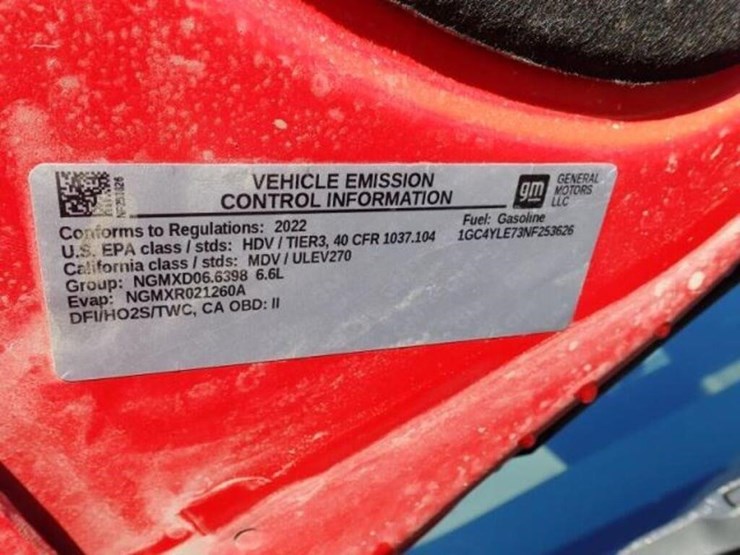 VEHICLE EMISSION
CONTROL INFORMATION
gm
GENERAL
MOTORS
LLC
Conforms to Regulations: 2022
Fuel: Gasoline
U.S. EPA class / stds: HDV / TIER3, 40 CFR 1037.104
1GC4YLE73NF253626
California class / stds: MDV / ULEV270
Group: NGMXD06.6398 6.6L
Evap: NGMXR021260A
DFI/HO2S/TWC, CA OBD: II